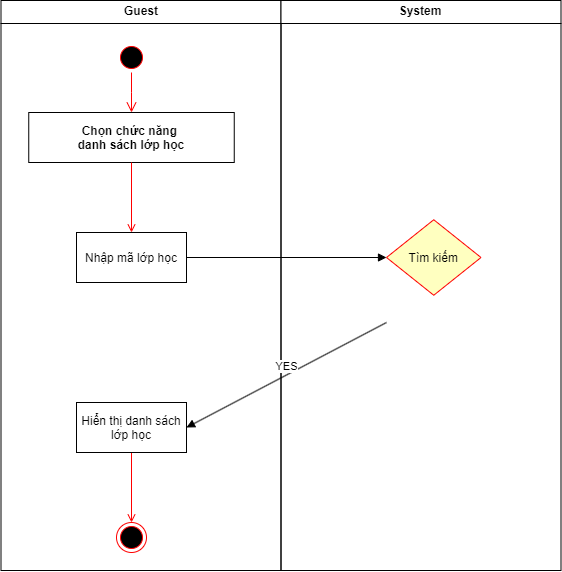 Guest
System
Chọn chức năng
danh sách lớp học
Nhập mã lớp học
Tìm kiếm
YES
Hiển thị danh sách
lớp học